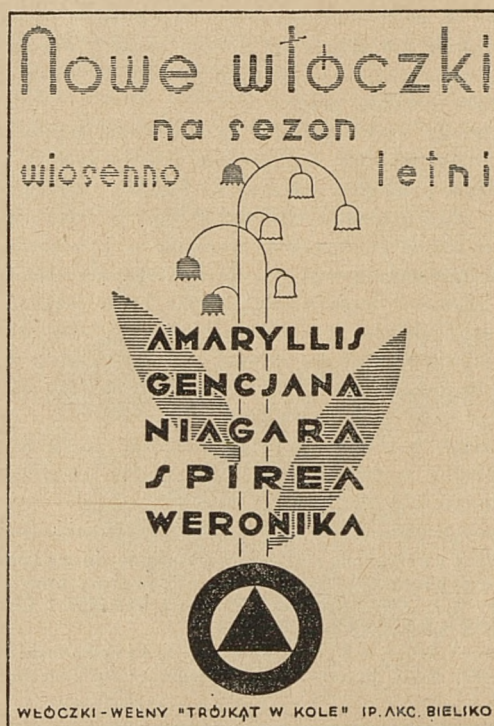 Nowe włóczki
na sezon
wiosenno letni
AMARYLLIS
GENCJANA
NIAGARA
SPIREA
WERONIKA
WŁÓCZKI-WEŁNY "TRÓJKĄT W KOLE" SP. AKC. BIELSKO